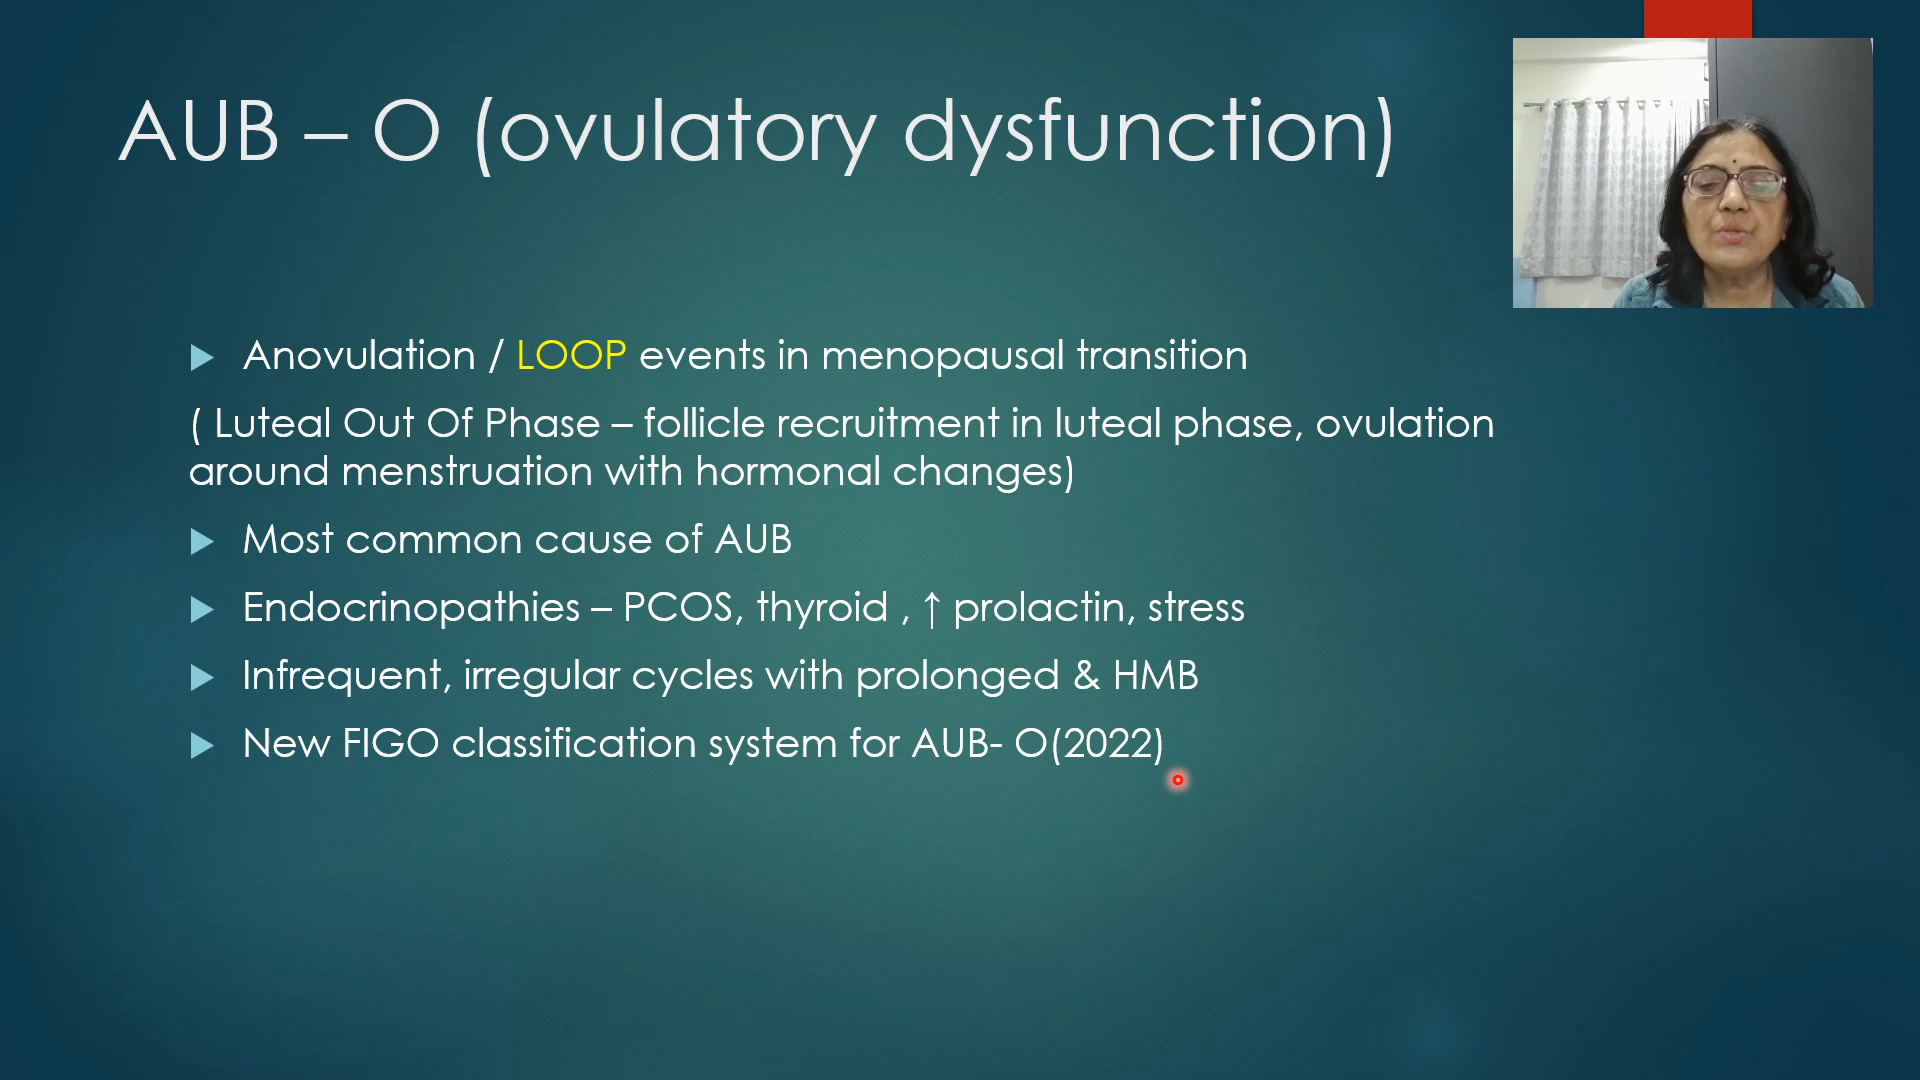 AUB – O (ovulatory dysfunction)
Anovulation / LOOP events in menopausal transition
( Luteal Out Of Phase – follicle recruitment in luteal phase, ovulation
around menstruation with hormonal changes)
Most common cause of AUB
Endocrinopathies – PCOS, thyroid , ↑ prolactin, stress
Infrequent, irregular cycles with prolonged & HMB
New FIGO classification system for AUB- O(2022)